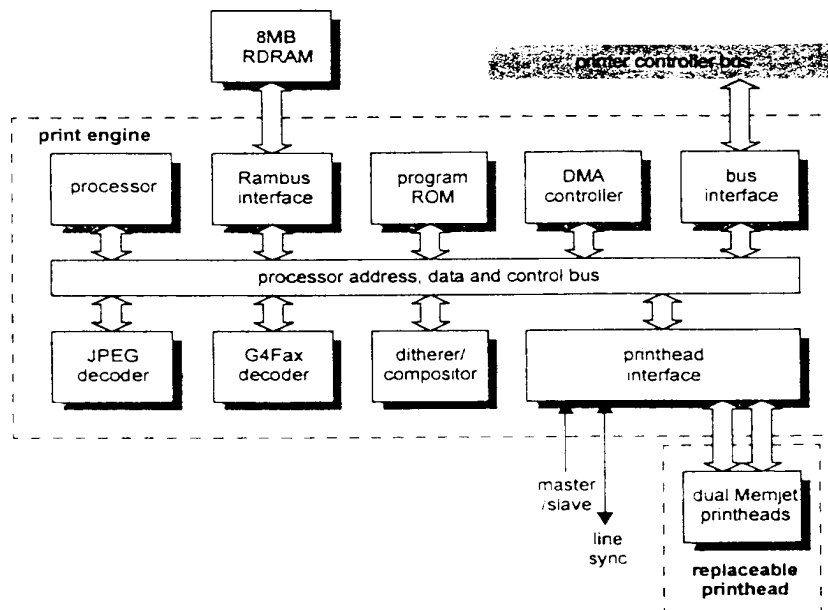 8MB
RDRAM
printer controller bus
print engine
processor
Rambus
interface
program
ROM
DMA
controller
bus
interface
processor address, data and control bus
JPEG
decoder
G4Fax
decoder
ditherer/
compositor
printhead
interface
master
/slave
line
sync
dual Memjet
printheads
replaceable
printhead